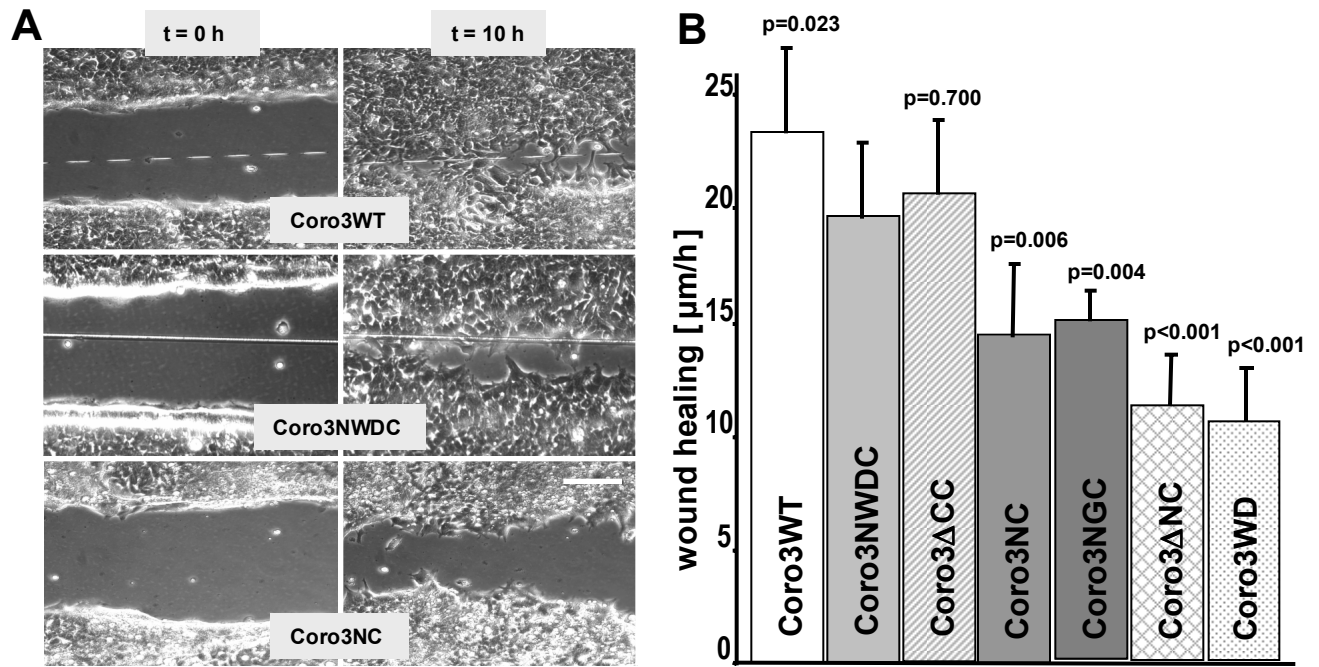 A
t = 0 h
t = 10 h
Coro3WT
Coro3NWDC
Coro3NC
B
wound healing [ µm/h ]
25
20
15
10
5
0
p=0.023
p=0.700
p=0.006
p=0.004
p<0.001
p<0.001
Coro3WT
Coro3NWDC
Coro3ΔCC
Coro3NC
Coro3NGC
Coro3ΔNC
Coro3WD